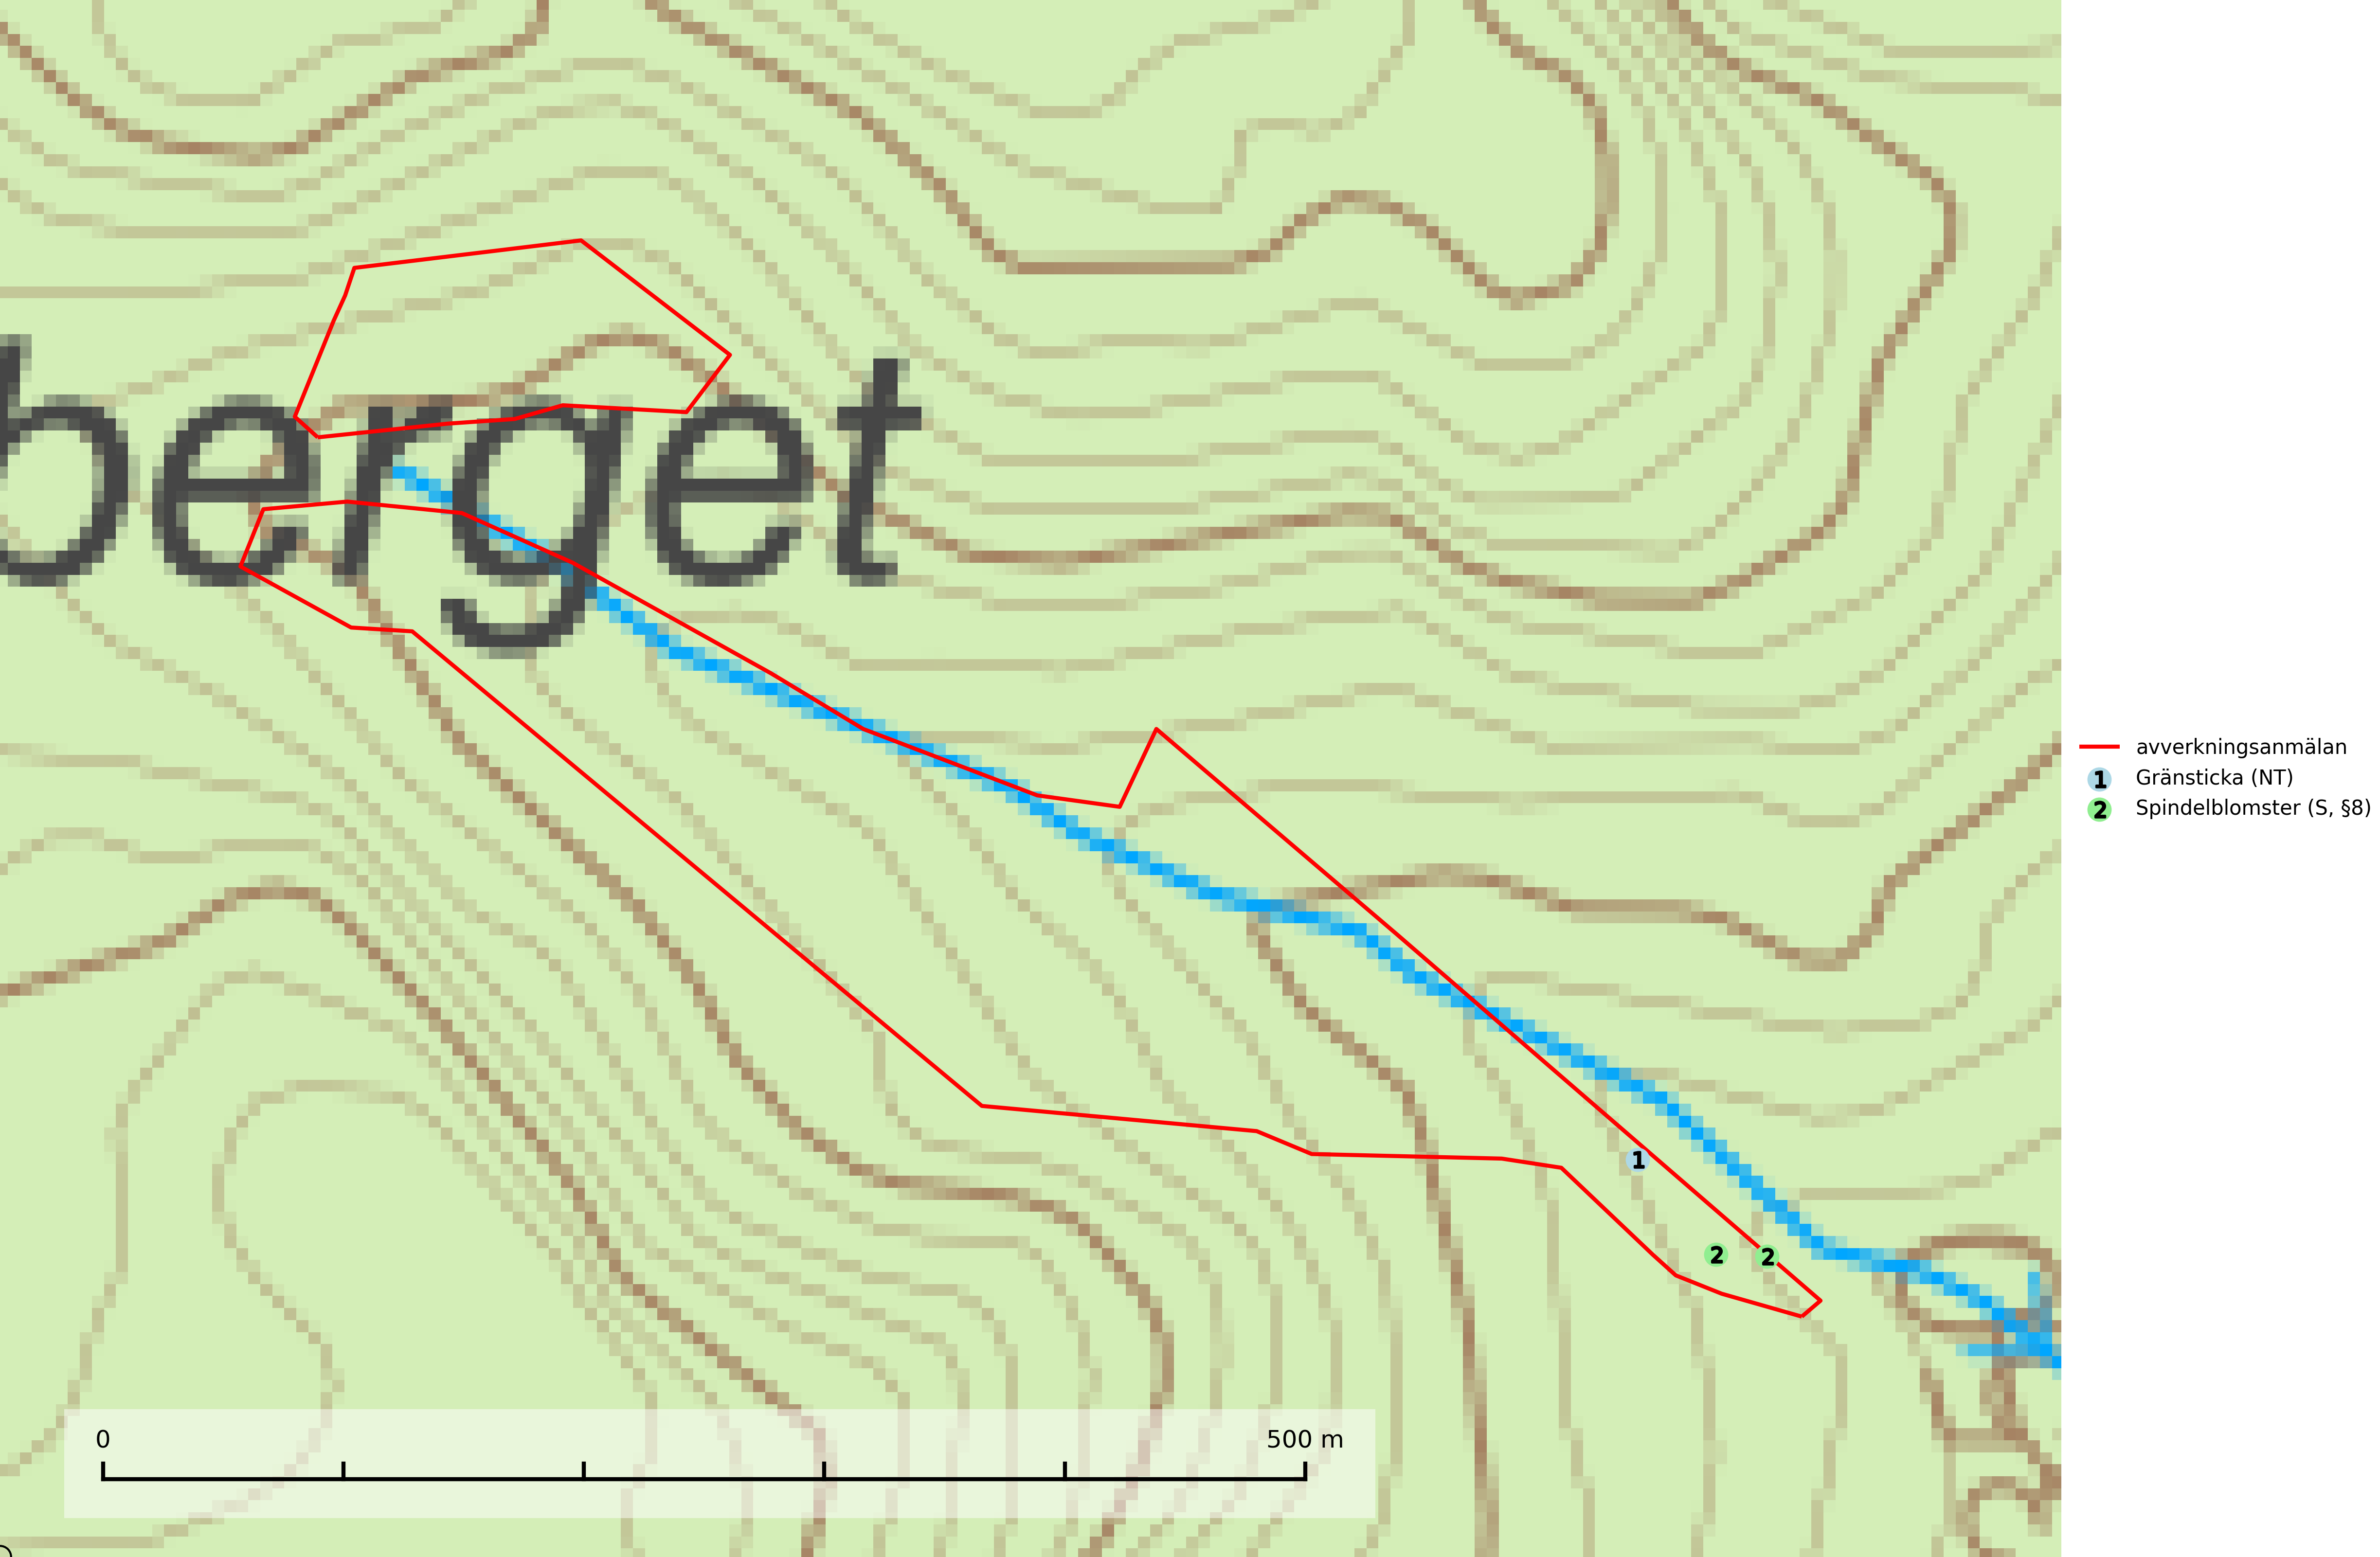 berget
avverkningsanmälan
1 Gränsticka (NT)
2 Spindelblomster (S, §8)
1
2 2
0 500 m